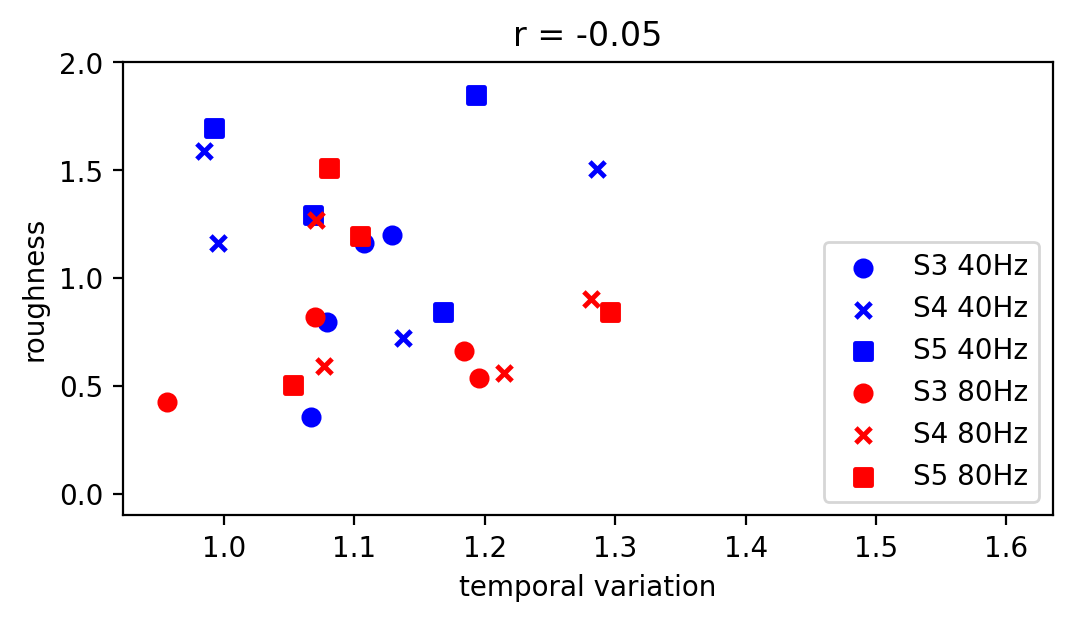 r = -0.05
roughness
2.0
1.5
1.0
0.5
0.0
S3 40Hz
S4 40Hz
S5 40Hz
S3 80Hz
S4 80Hz
S5 80Hz
1.0 1.1 1.2 1.3 1.4 1.5 1.6
temporal variation